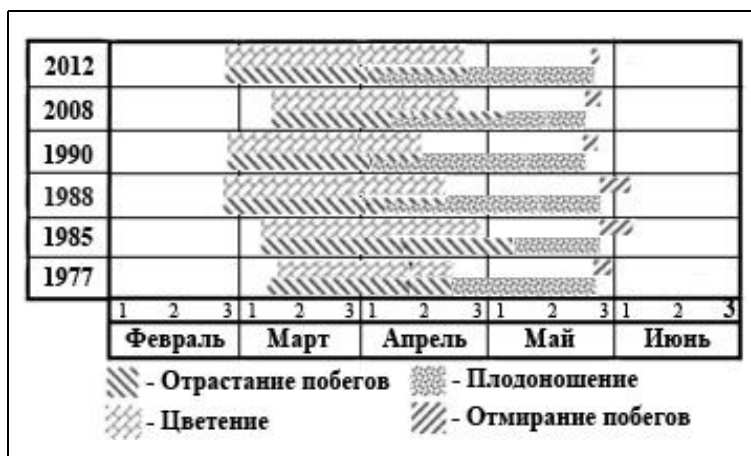 2012
2008
1990
1988
1985
1977
1 2 3 1 2 3 1 2 3 1 2 3 1 2 3
Февраль Март Апрель Май Июнь
- Отрастание побегов - Плодоношение
- Цветение - Отмирание побегов